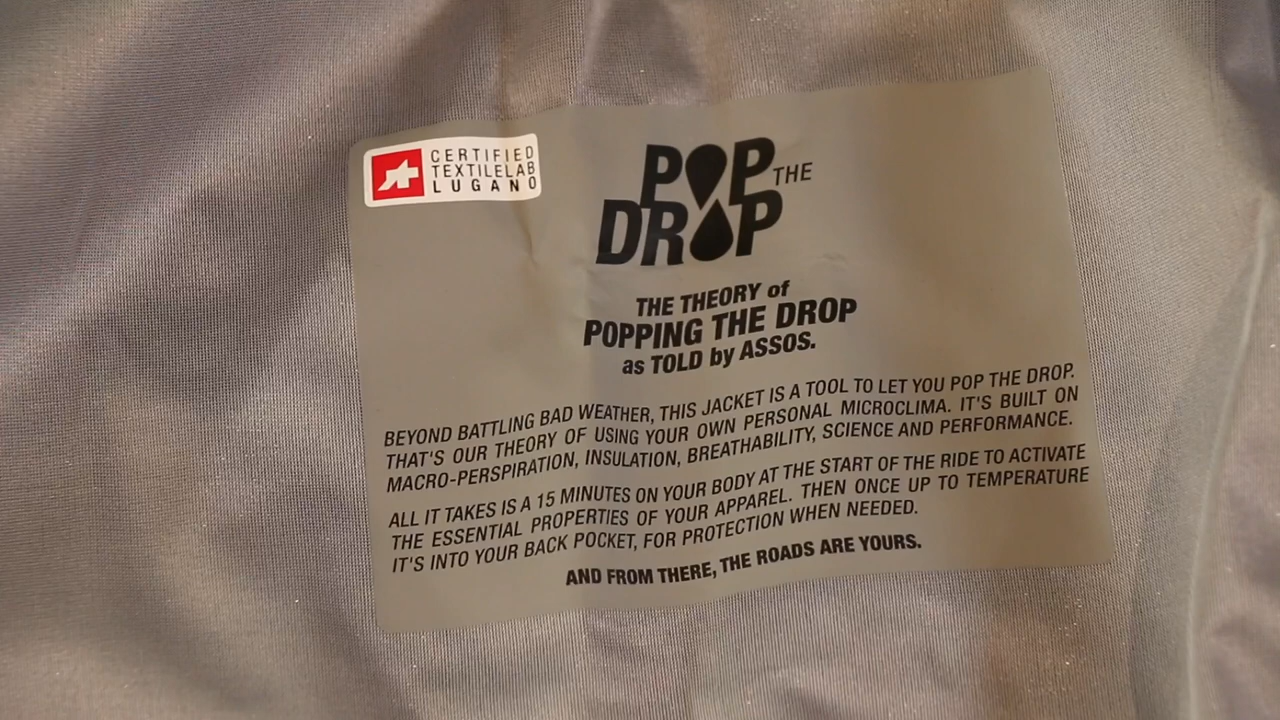 CERTIFIED
TEXTILELAB
LUGANO
POP THE
DROP
THE THEORY of
POPPING THE DROP
as TOLD by ASSOS.
BEYOND BATTLING BAD WEATHER, THIS JACKET IS A TOOL TO LET YOU POP THE DROP.
THAT'S OUR THEORY OF USING YOUR OWN PERSONAL MICROCLIMA. IT'S BUILT ON
MACRO-PERSPIRATION, INSULATION, BREATHABILITY, SCIENCE AND PERFORMANCE.
ALL IT TAKES IS A 15 MINUTES ON YOUR BODY AT THE START OF THE RIDE TO ACTIVATE
THE ESSENTIAL PROPERTIES OF YOUR APPAREL. THEN ONCE UP TO TEMPERATURE
IT'S INTO YOUR BACK POCKET, FOR PROTECTION WHEN NEEDED.
AND FROM THERE, THE ROADS ARE YOURS.